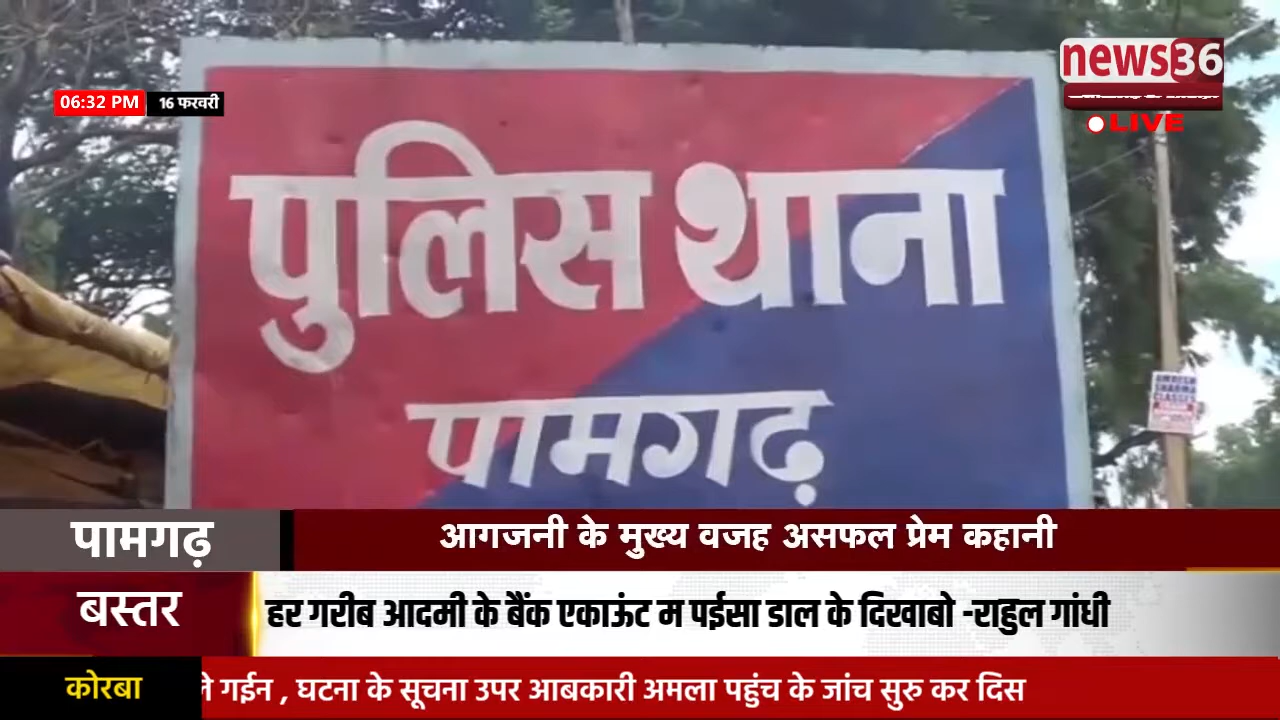 news36
06:32 PM
16 फरवरी
LIVE
पुलिस थाना
पामगढ़
CLASSES
पामगढ़
आगजनी के मुख्य वजह असफल प्रेम कहानी
बस्तर
हर गरीब आदमी के बैंक एकाऊंट म पईसा डाल के दिखाबो -राहुल गांधी
कोरबा
गईन , घटना के सूचना उपर आबकारी अमला पहुंच के जांच सुरु कर दिस